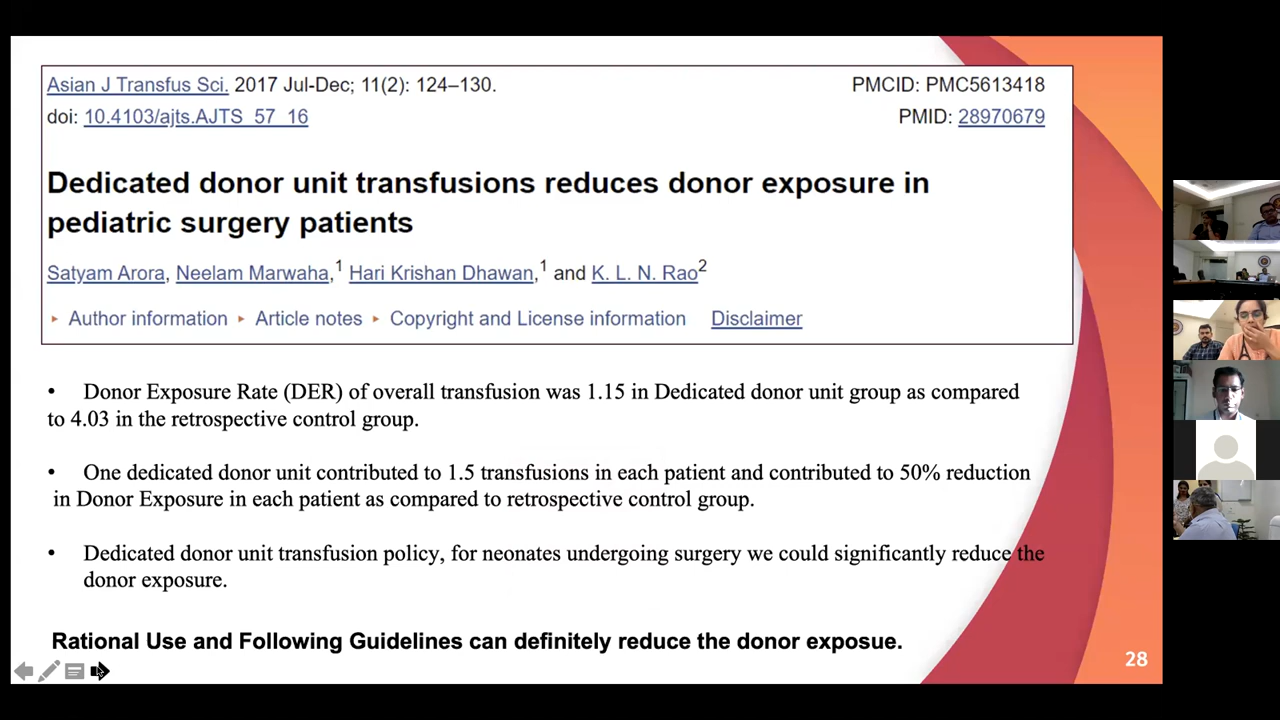 Asian J Transfus Sci. 2017 Jul-Dec; 11(2): 124–130.
PMCID: PMC5613418
doi: 10.4103/ajts.AJTS_57_16
PMID: 28970679
Dedicated donor unit transfusions reduces donor exposure in
pediatric surgery patients
Satyam Arora, Neelam Marwaha,1 Hari Krishan Dhawan,1 and K. L. N. Rao2
▸ Author information ▸ Article notes ▸ Copyright and License information Disclaimer
• Donor Exposure Rate (DER) of overall transfusion was 1.15 in Dedicated donor unit group as compared
to 4.03 in the retrospective control group.
• One dedicated donor unit contributed to 1.5 transfusions in each patient and contributed to 50% reduction
in Donor Exposure in each patient as compared to retrospective control group.
• Dedicated donor unit transfusion policy, for neonates undergoing surgery we could significantly reduce the
donor exposure.
Rational Use and Following Guidelines can definitely reduce the donor exposue.
28